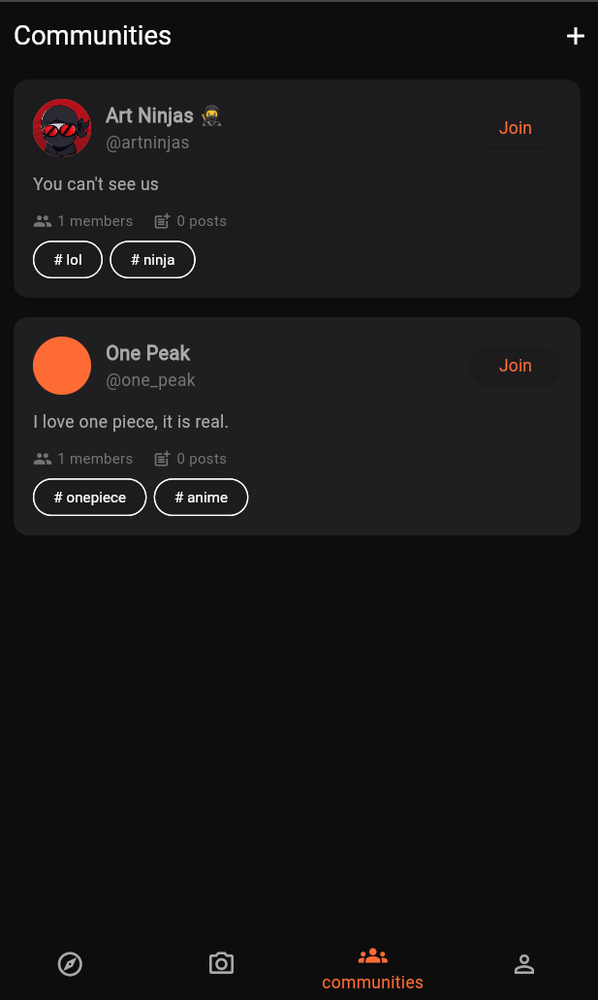 Communities
Art Ninjas 🥷
@artninjas
Join
You can't see us
1 members 0 posts
# lol # ninja
One Peak
@one_peak
Join
I love one piece, it is real.
1 members 0 posts
# onepiece # anime
communities